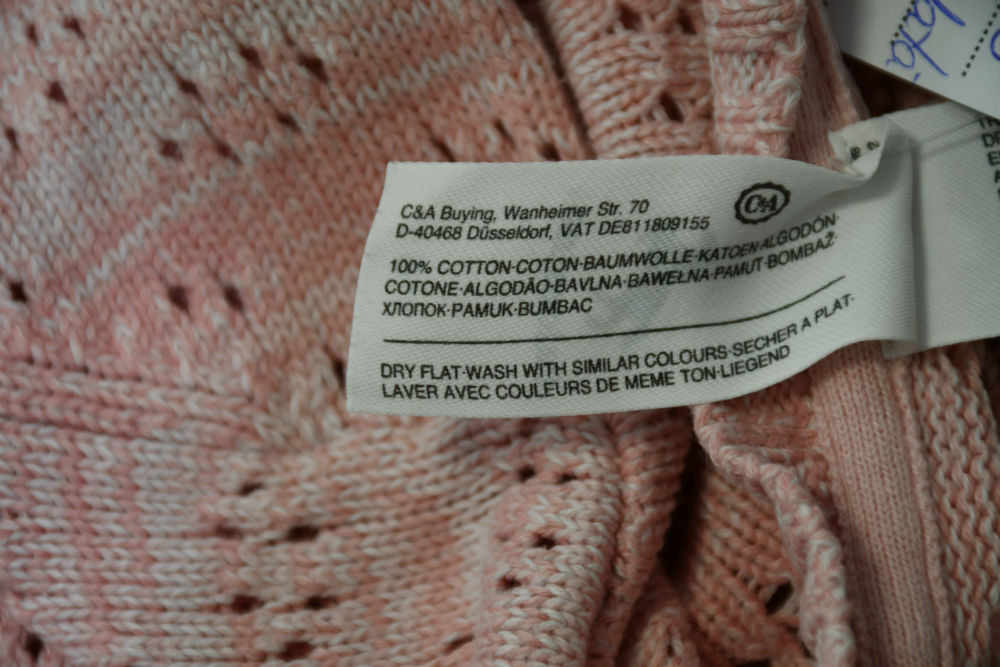 C&A Buying, Wanheimer Str. 70
D-40468 Düsseldorf, VAT DE811809155
C&A
100% COTTON·COTON·BAUMWOLLE·KATOEN·ALGODÓN·
COTONE·ALGODÃO·BAVLNA·BAWEŁNA·PAMUT·BOMBAŽ·
ХЛОПОК·PAMUK·BUMBAC
DRY FLAT·WASH WITH SIMILAR COLOURS·SECHER A PLAT·
LAVER AVEC COULEURS DE MEME TON·LIEGEND